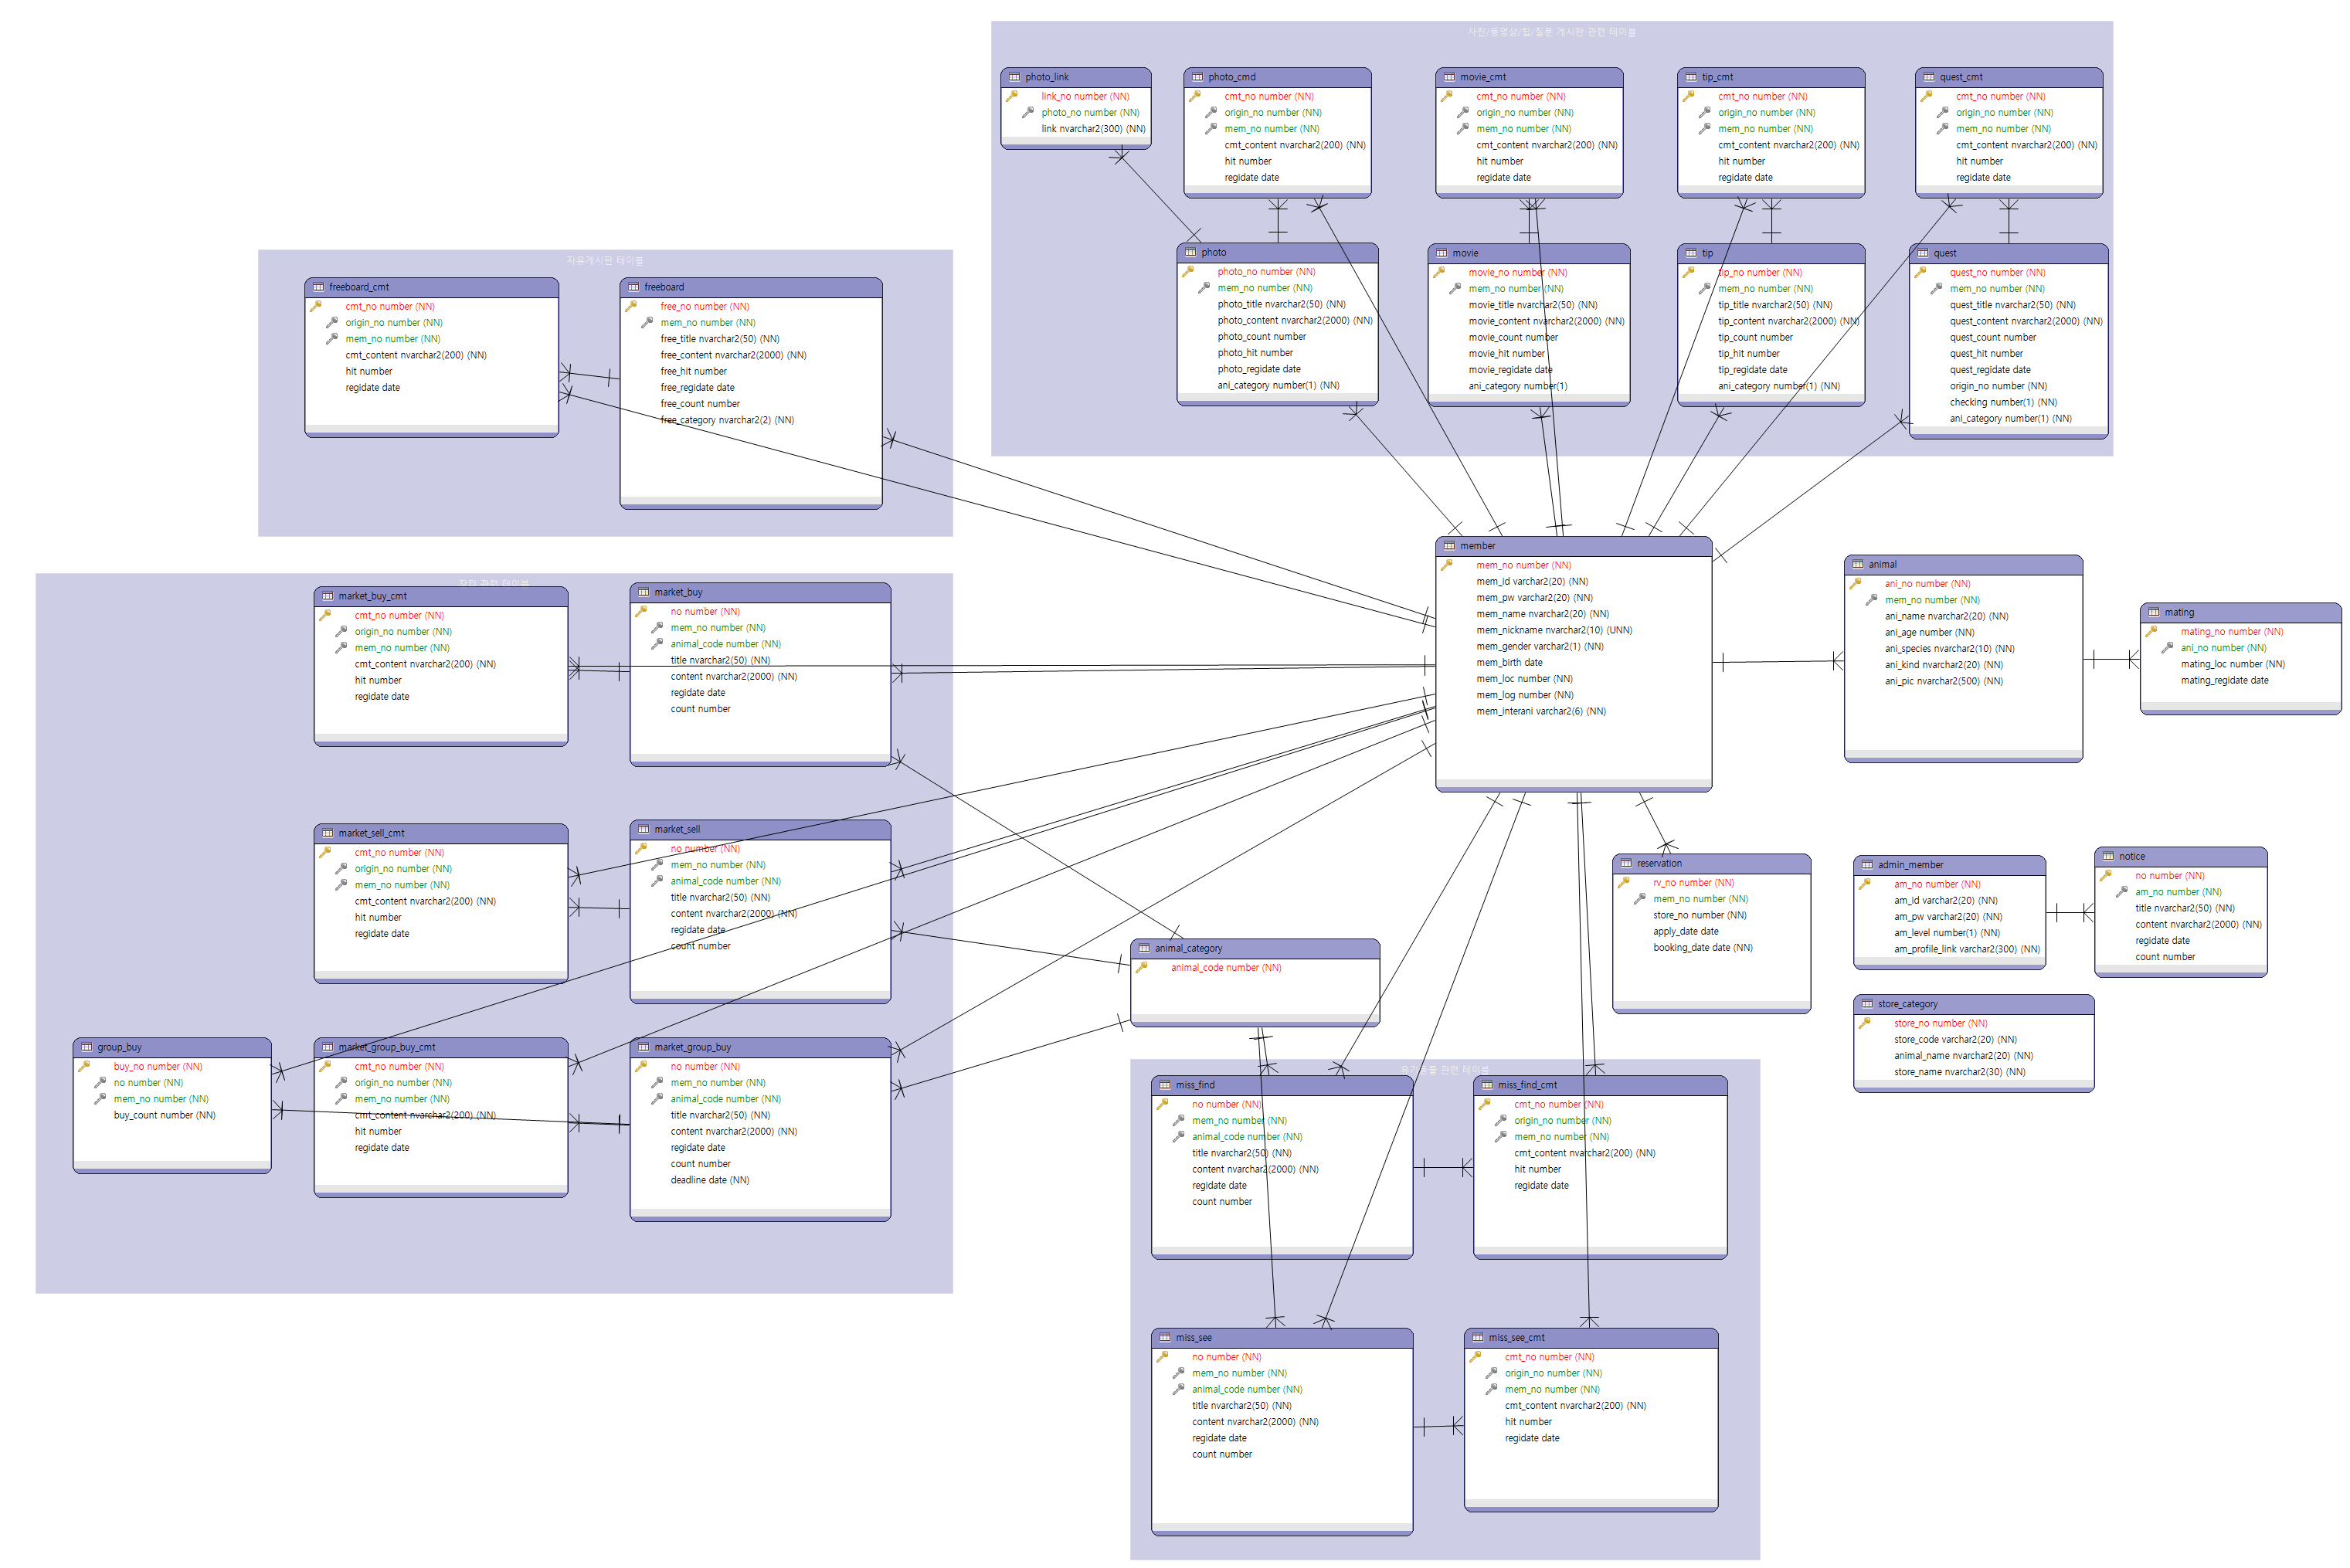 사진/동영상/팁/질문 게시판 관련 테이블
photo_link
link_no number (NN)
photo_no number (NN)
link nvarchar2(300) (NN)
photo_cmd
cmt_no number (NN)
origin_no number (NN)
mem_no number (NN)
cmt_content nvarchar2(200) (NN)
hit number
regidate date
movie_cmt
cmt_no number (NN)
origin_no number (NN)
mem_no number (NN)
cmt_content nvarchar2(200) (NN)
hit number
regidate date
tip_cmt
cmt_no number (NN)
origin_no number (NN)
mem_no number (NN)
cmt_content nvarchar2(200) (NN)
hit number
regidate date
quest_cmt
cmt_no number (NN)
origin_no number (NN)
mem_no number (NN)
cmt_content nvarchar2(200) (NN)
hit number
regidate date
photo
photo_no number (NN)
mem_no number (NN)
photo_title nvarchar2(50) (NN)
photo_content nvarchar2(2000) (NN)
photo_count number
photo_hit number
photo_regidate date
ani_category number(1) (NN)
movie
movie_no number (NN)
mem_no number (NN)
movie_title nvarchar2(50) (NN)
movie_content nvarchar2(2000) (NN)
movie_count number
movie_hit number
movie_regidate date
ani_category number(1)
tip
tip_no number (NN)
mem_no number (NN)
tip_title nvarchar2(50) (NN)
tip_content nvarchar2(2000) (NN)
tip_count number
tip_hit number
tip_regidate date
ani_category number(1) (NN)
quest
quest_no number (NN)
mem_no number (NN)
quest_title nvarchar2(50) (NN)
quest_content nvarchar2(2000) (NN)
quest_count number
quest_hit number
quest_regidate date
origin_no number (NN)
checking number(1) (NN)
ani_category number(1) (NN)
자유게시판 테이블
freeboard_cmt
cmt_no number (NN)
origin_no number (NN)
mem_no number (NN)
cmt_content nvarchar2(200) (NN)
hit number
regidate date
freeboard
free_no number (NN)
mem_no number (NN)
free_title nvarchar2(50) (NN)
free_content nvarchar2(2000) (NN)
free_hit number
free_regidate date
free_count number
free_category nvarchar2(2) (NN)
장터 관련 테이블
market_buy_cmt
cmt_no number (NN)
origin_no number (NN)
mem_no number (NN)
cmt_content nvarchar2(200) (NN)
hit number
regidate date
market_buy
no number (NN)
mem_no number (NN)
animal_code number (NN)
title nvarchar2(50) (NN)
content nvarchar2(2000) (NN)
regidate date
count number
member
mem_no number (NN)
mem_id varchar2(20) (NN)
mem_pw varchar2(20) (NN)
mem_name nvarchar2(20) (NN)
mem_nickname nvarchar2(10) (UNN)
mem_gender varchar2(1) (NN)
mem_birth date
mem_loc number (NN)
mem_log number (NN)
mem_interani varchar2(6) (NN)
animal
ani_no number (NN)
mem_no number (NN)
ani_name nvarchar2(20) (NN)
ani_age number (NN)
ani_species nvarchar2(10) (NN)
ani_kind nvarchar2(20) (NN)
ani_pic nvarchar2(500) (NN)
mating
mating_no number (NN)
ani_no number (NN)
mating_loc number (NN)
mating_regidate date
market_sell_cmt
cmt_no number (NN)
origin_no number (NN)
mem_no number (NN)
cmt_content nvarchar2(200) (NN)
hit number
regidate date
market_sell
no number (NN)
mem_no number (NN)
animal_code number (NN)
title nvarchar2(50) (NN)
content nvarchar2(2000) (NN)
regidate date
count number
reservation
rv_no number (NN)
mem_no number (NN)
store_no number (NN)
apply_date date
booking_date date (NN)
admin_member
am_no number (NN)
am_id varchar2(20) (NN)
am_pw varchar2(20) (NN)
am_level number(1) (NN)
am_profile_link varchar2(300) (NN)
notice
no number (NN)
am_no number (NN)
title nvarchar2(50) (NN)
content nvarchar2(2000) (NN)
regidate date
count number
animal_category
animal_code number (NN)
store_category
store_no number (NN)
store_code varchar2(20) (NN)
animal_name nvarchar2(20) (NN)
store_name nvarchar2(30) (NN)
group_buy
buy_no number (NN)
no number (NN)
mem_no number (NN)
buy_count number (NN)
market_group_buy_cmt
cmt_no number (NN)
origin_no number (NN)
mem_no number (NN)
cmt_content nvarchar2(200) (NN)
hit number
regidate date
market_group_buy
no number (NN)
mem_no number (NN)
animal_code number (NN)
title nvarchar2(50) (NN)
content nvarchar2(2000) (NN)
regidate date
count number
deadline date (NN)
유기동물 관련 테이블
miss_find
no number (NN)
mem_no number (NN)
animal_code number (NN)
title nvarchar2(50) (NN)
content nvarchar2(2000) (NN)
regidate date
count number
miss_find_cmt
cmt_no number (NN)
origin_no number (NN)
mem_no number (NN)
cmt_content nvarchar2(200) (NN)
hit number
regidate date
miss_see
no number (NN)
mem_no number (NN)
animal_code number (NN)
title nvarchar2(50) (NN)
content nvarchar2(2000) (NN)
regidate date
count number
miss_see_cmt
cmt_no number (NN)
origin_no number (NN)
mem_no number (NN)
cmt_content nvarchar2(200) (NN)
hit number
regidate date